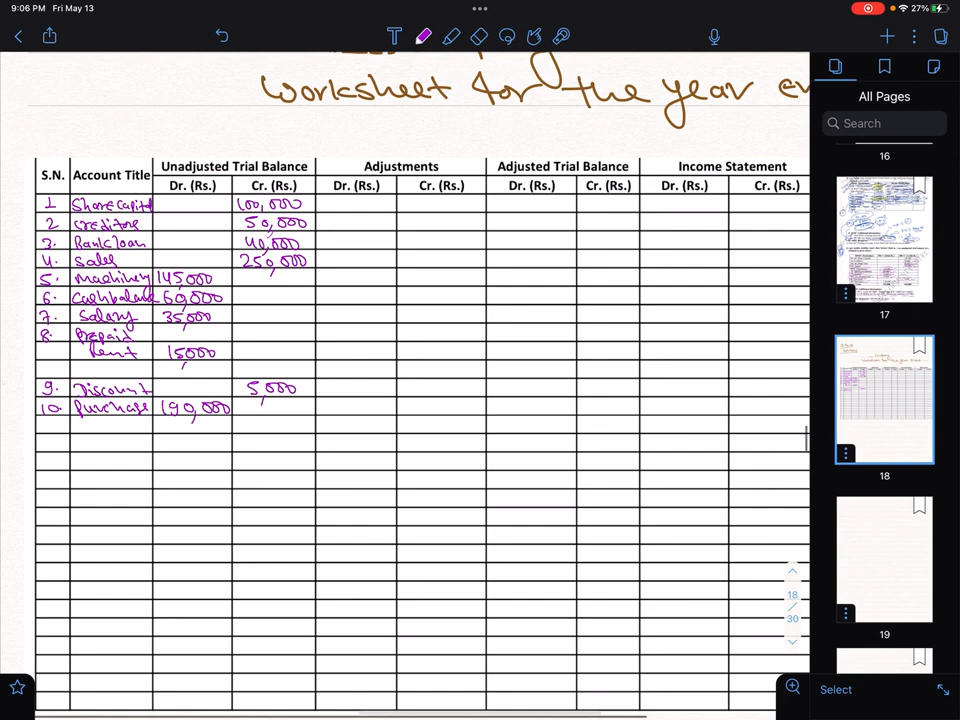 9:06 PM Fri May 13
27%
Worksheet for the year
All Pages
Search
S.N. Account Title Unadjusted Trial Balance Adjustments Adjusted Trial Balance Income Statement
Dr. (Rs.) Cr. (Rs.) Dr. (Rs.) Cr. (Rs.) Dr. (Rs.) Cr. (Rs.) Dr. (Rs.) Cr. (Rs.)
1 Share capital 100,000
2 Creditors 50,000
3. Bank loan 40,000
4. Sales 250,000
5. Machinery 145,000
6. Cash balance 60,000
7. Salary 35,000
8. Prepaid
Rent 15,000
9. Discount 5,000
10. Purchase 190,000
16
17
18
19
18
/
30
Select